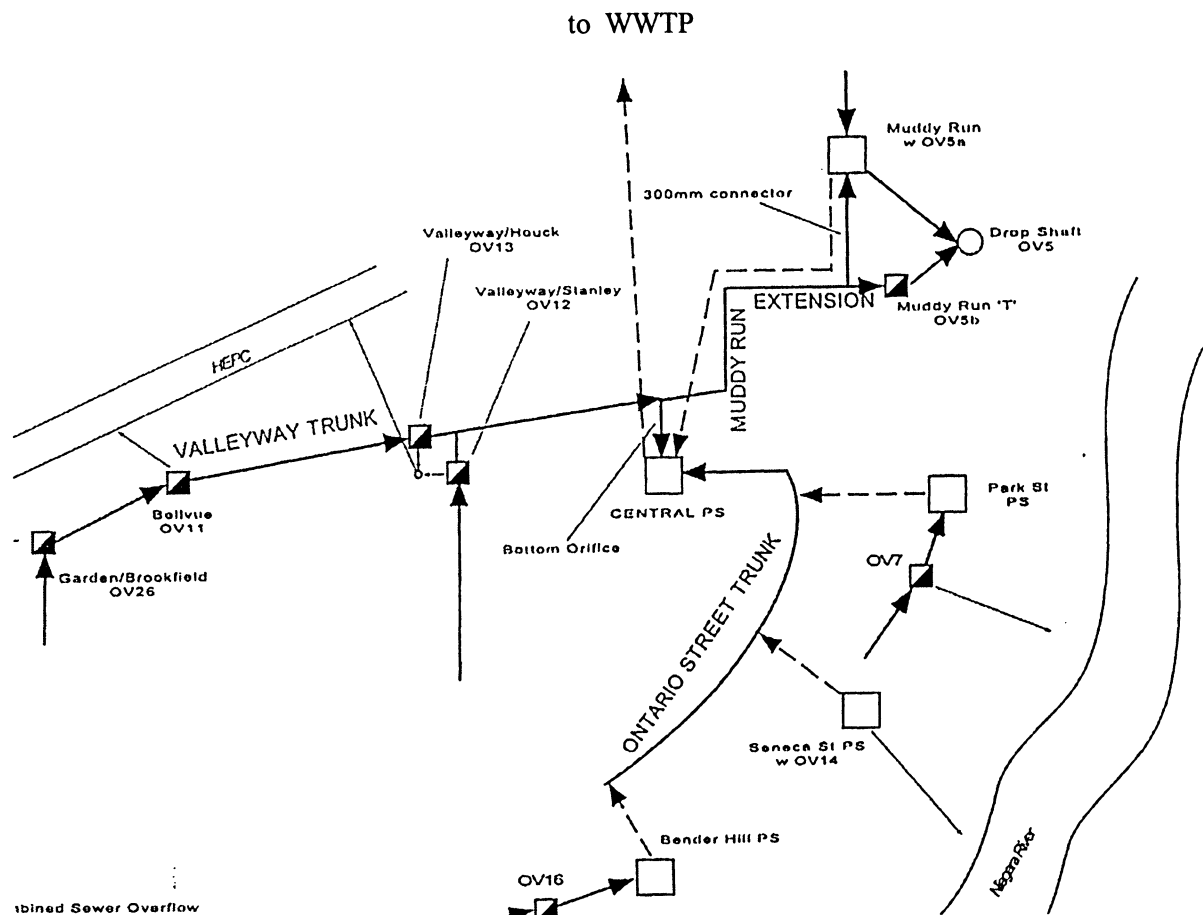 to WWTP
Muddy Run
w OV5a
300mm connector
Valleyway/Houck
OV13
Drop Shaft
OV5
Valleyway/Stanley
OV12
EXTENSION
Muddy Run 'T'
OV5b
HEPC
MUDDY RUN
VALLEYWAY TRUNK
Bellvue
OV11
CENTRAL PS
Park St
PS
Bottom Orifice
OV7
Garden/Brookfield
OV26
ONTARIO STREET TRUNK
Seneca St PS
w OV14
Bender Hill PS
Niagara River
OV16
bined Sewer Overflow